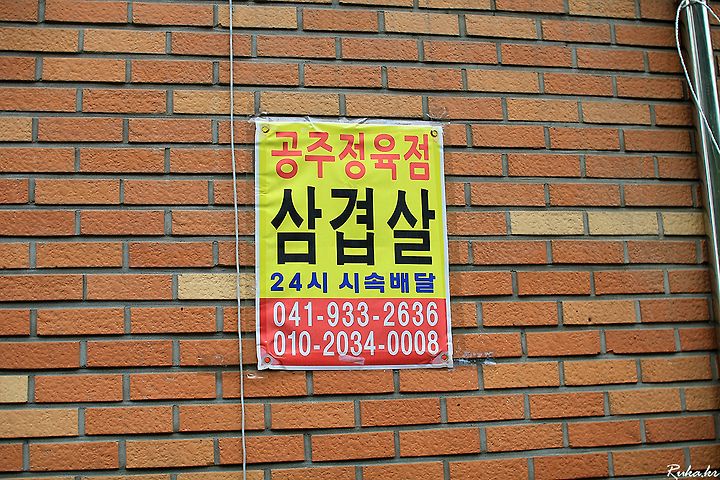 공주정육점
삼겹살
24시 시속배달
041-933-2636
010-2034-0008
Ruka.kr